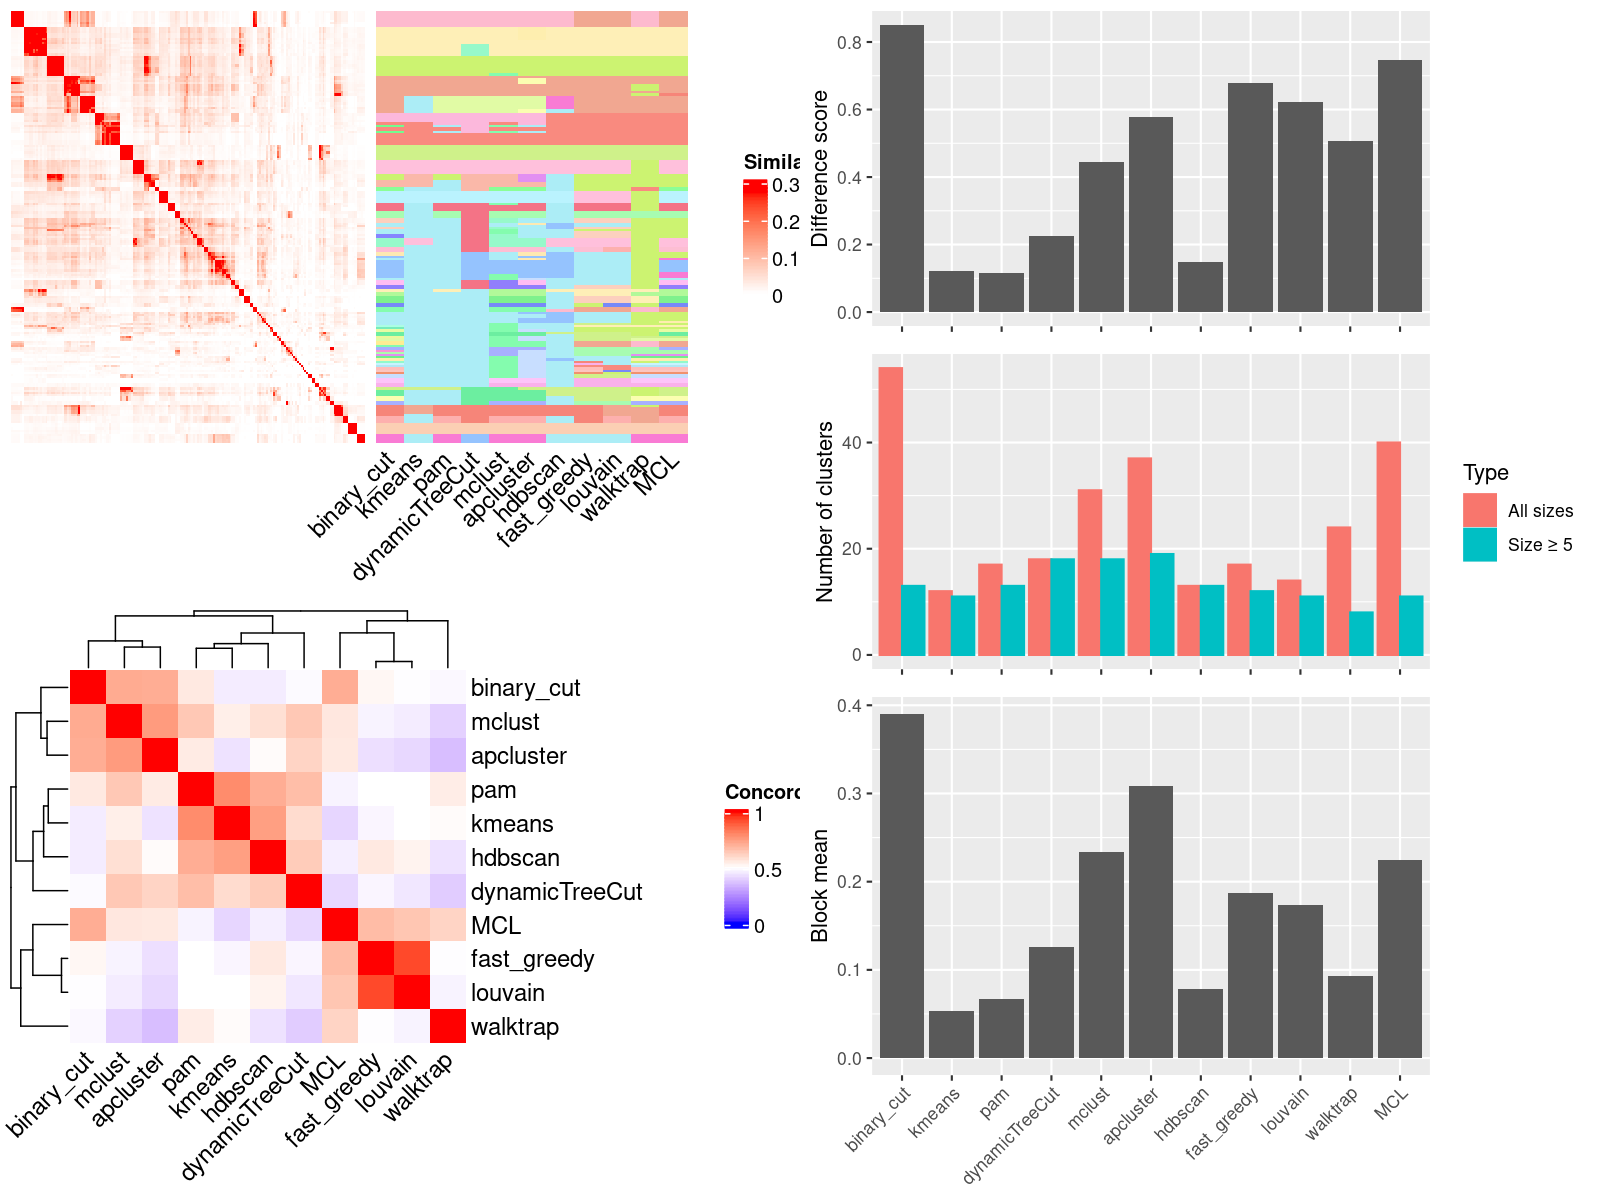 Simila
0.3
0.2
0.1
0
binary_cut
kmeans
pam
dynamicTreeCut
mclust
apcluster
hdbscan
fast_greedy
louvain
walktrap
MCL
binary_cut
mclust
apcluster
pam
kmeans
hdbscan
dynamicTreeCut
MCL
fast_greedy
louvain
walktrap
binary_cut
mclust
apcluster
pam
kmeans
hdbscan
dynamicTreeCut
MCL
fast_greedy
louvain
walktrap
Concord
1
0.5
0
Difference score
0.8
0.6
0.4
0.2
0.0
Number of clusters
40
20
0
Type
All sizes
Size ≥ 5
Block mean
0.4
0.3
0.2
0.1
0.0
binary_cut
kmeans
pam
dynamicTreeCut
mclust
apcluster
hdbscan
fast_greedy
louvain
walktrap
MCL